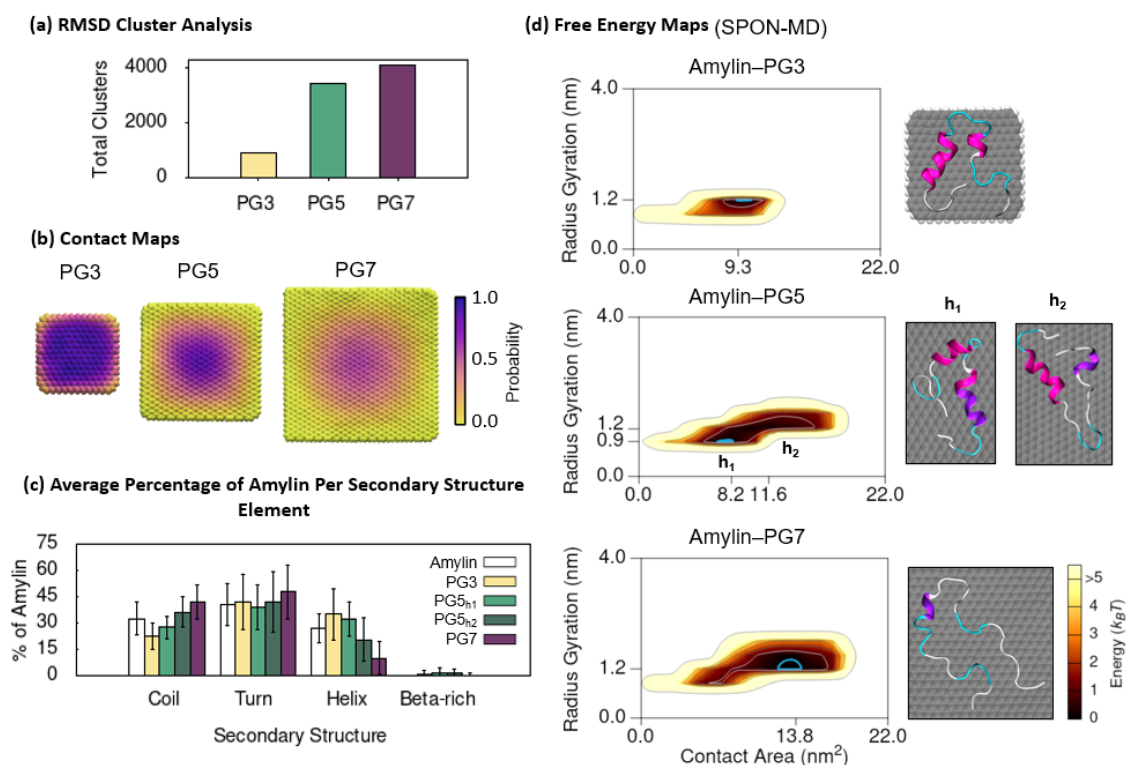 (a) RMSD Cluster Analysis
Total Clusters
4000
2000
0
PG3 PG5 PG7
(b) Contact Maps
PG3 PG5 PG7
1.0
0.5
0.0
Probability
(c) Average Percentage of Amylin Per Secondary Structure
Element
% of Amylin
75
60
45
30
15
0
Amylin
PG3
PG5h1
PG5h2
PG7
Coil Turn Helix Beta-rich
Secondary Structure
(d) Free Energy Maps (SPON-MD)
Amylin–PG3
Radius Gyration (nm)
4.0
1.2
0.0
0.0 9.3 22.0
Amylin–PG5
Radius Gyration (nm)
4.0
1.2
0.9
0.0
h1
h2
0.0 8.2 11.6 22.0
h1 h2
Amylin–PG7
Radius Gyration (nm)
4.0
1.2
0.0
0.0 13.8 22.0
Contact Area (nm²)
>5
4
3
2
1
0
Energy (kBT)